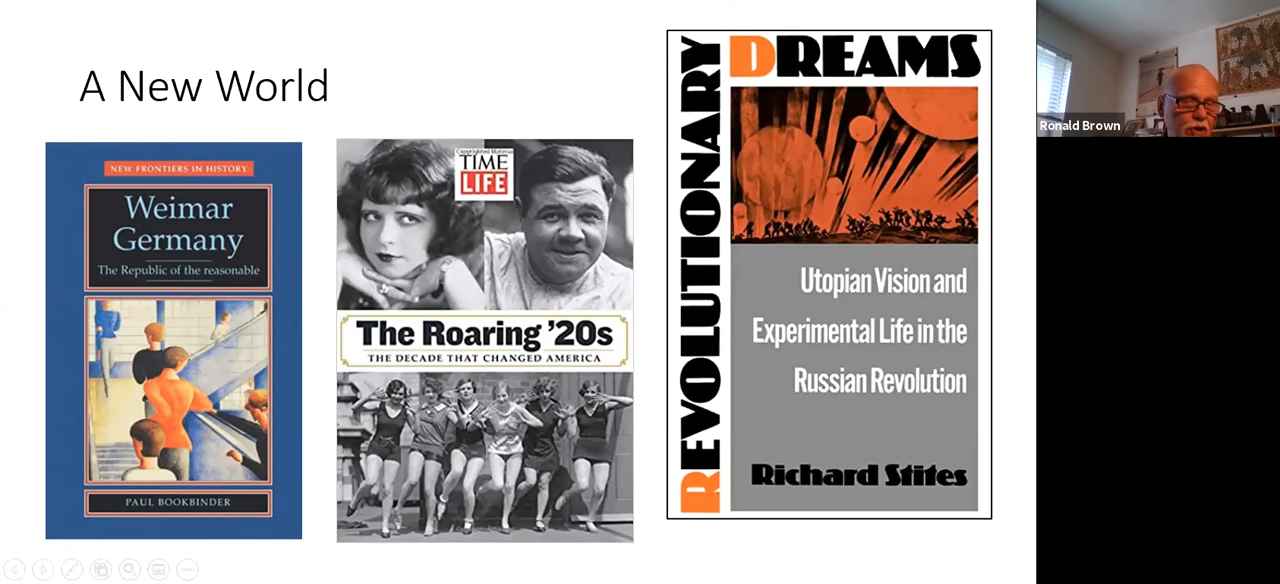 A New World
NEW FRONTIERS IN HISTORY
Weimar
Germany
The Republic of the reasonable
PAUL BOOKBINDER
Copyrighted Material
TIME
LIFE
The Roaring ’20s
THE DECADE THAT CHANGED AMERICA
REVOLUTIONARY
DREAMS
Utopian Vision and
Experimental Life in the
Russian Revolution
Richard Stites
Ronald Brown